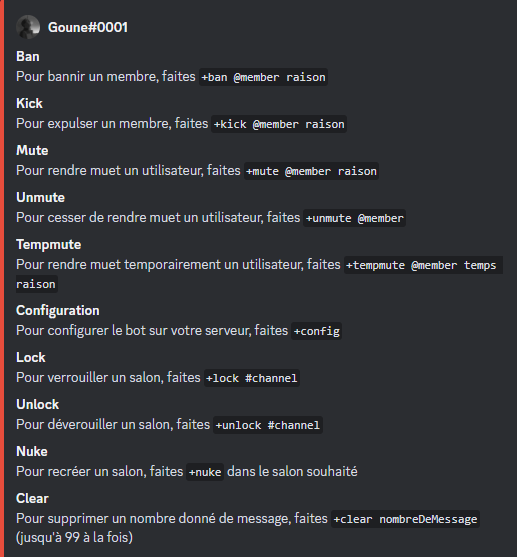 Goune#0001
Ban
Pour bannir un membre, faites +ban @member raison
Kick
Pour expulser un membre, faites +kick @member raison
Mute
Pour rendre muet un utilisateur, faites +mute @member raison
Unmute
Pour cesser de rendre muet un utilisateur, faites +unmute @member
Tempmute
Pour rendre muet temporairement un utilisateur, faites +tempmute @member temps
raison
Configuration
Pour configurer le bot sur votre serveur, faites +config
Lock
Pour verrouiller un salon, faites +lock #channel
Unlock
Pour déverouiller un salon, faites +unlock #channel
Nuke
Pour recréer un salon, faites +nuke dans le salon souhaité
Clear
Pour supprimer un nombre donné de message, faites +clear nombreDeMessage
(jusqu'à 99 à la fois)